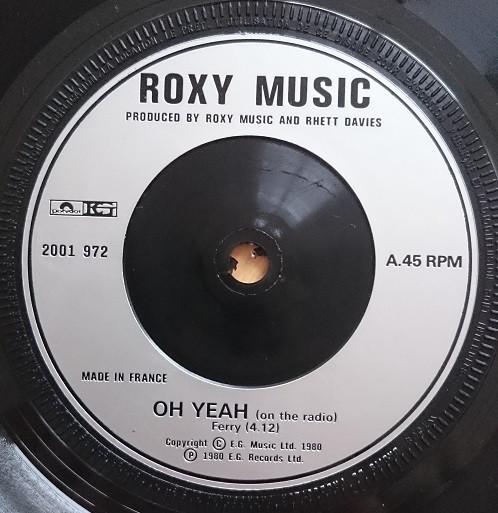 ROXY MUSIC
PRODUCED BY ROXY MUSIC AND RHETT DAVIES
polydor EG
2001 972
A.45 RPM
MADE IN FRANCE
OH YEAH (on the radio)
Ferry (4.12)
Copyright © E.G. Music Ltd. 1980
℗ 1980 E.G. Records Ltd.